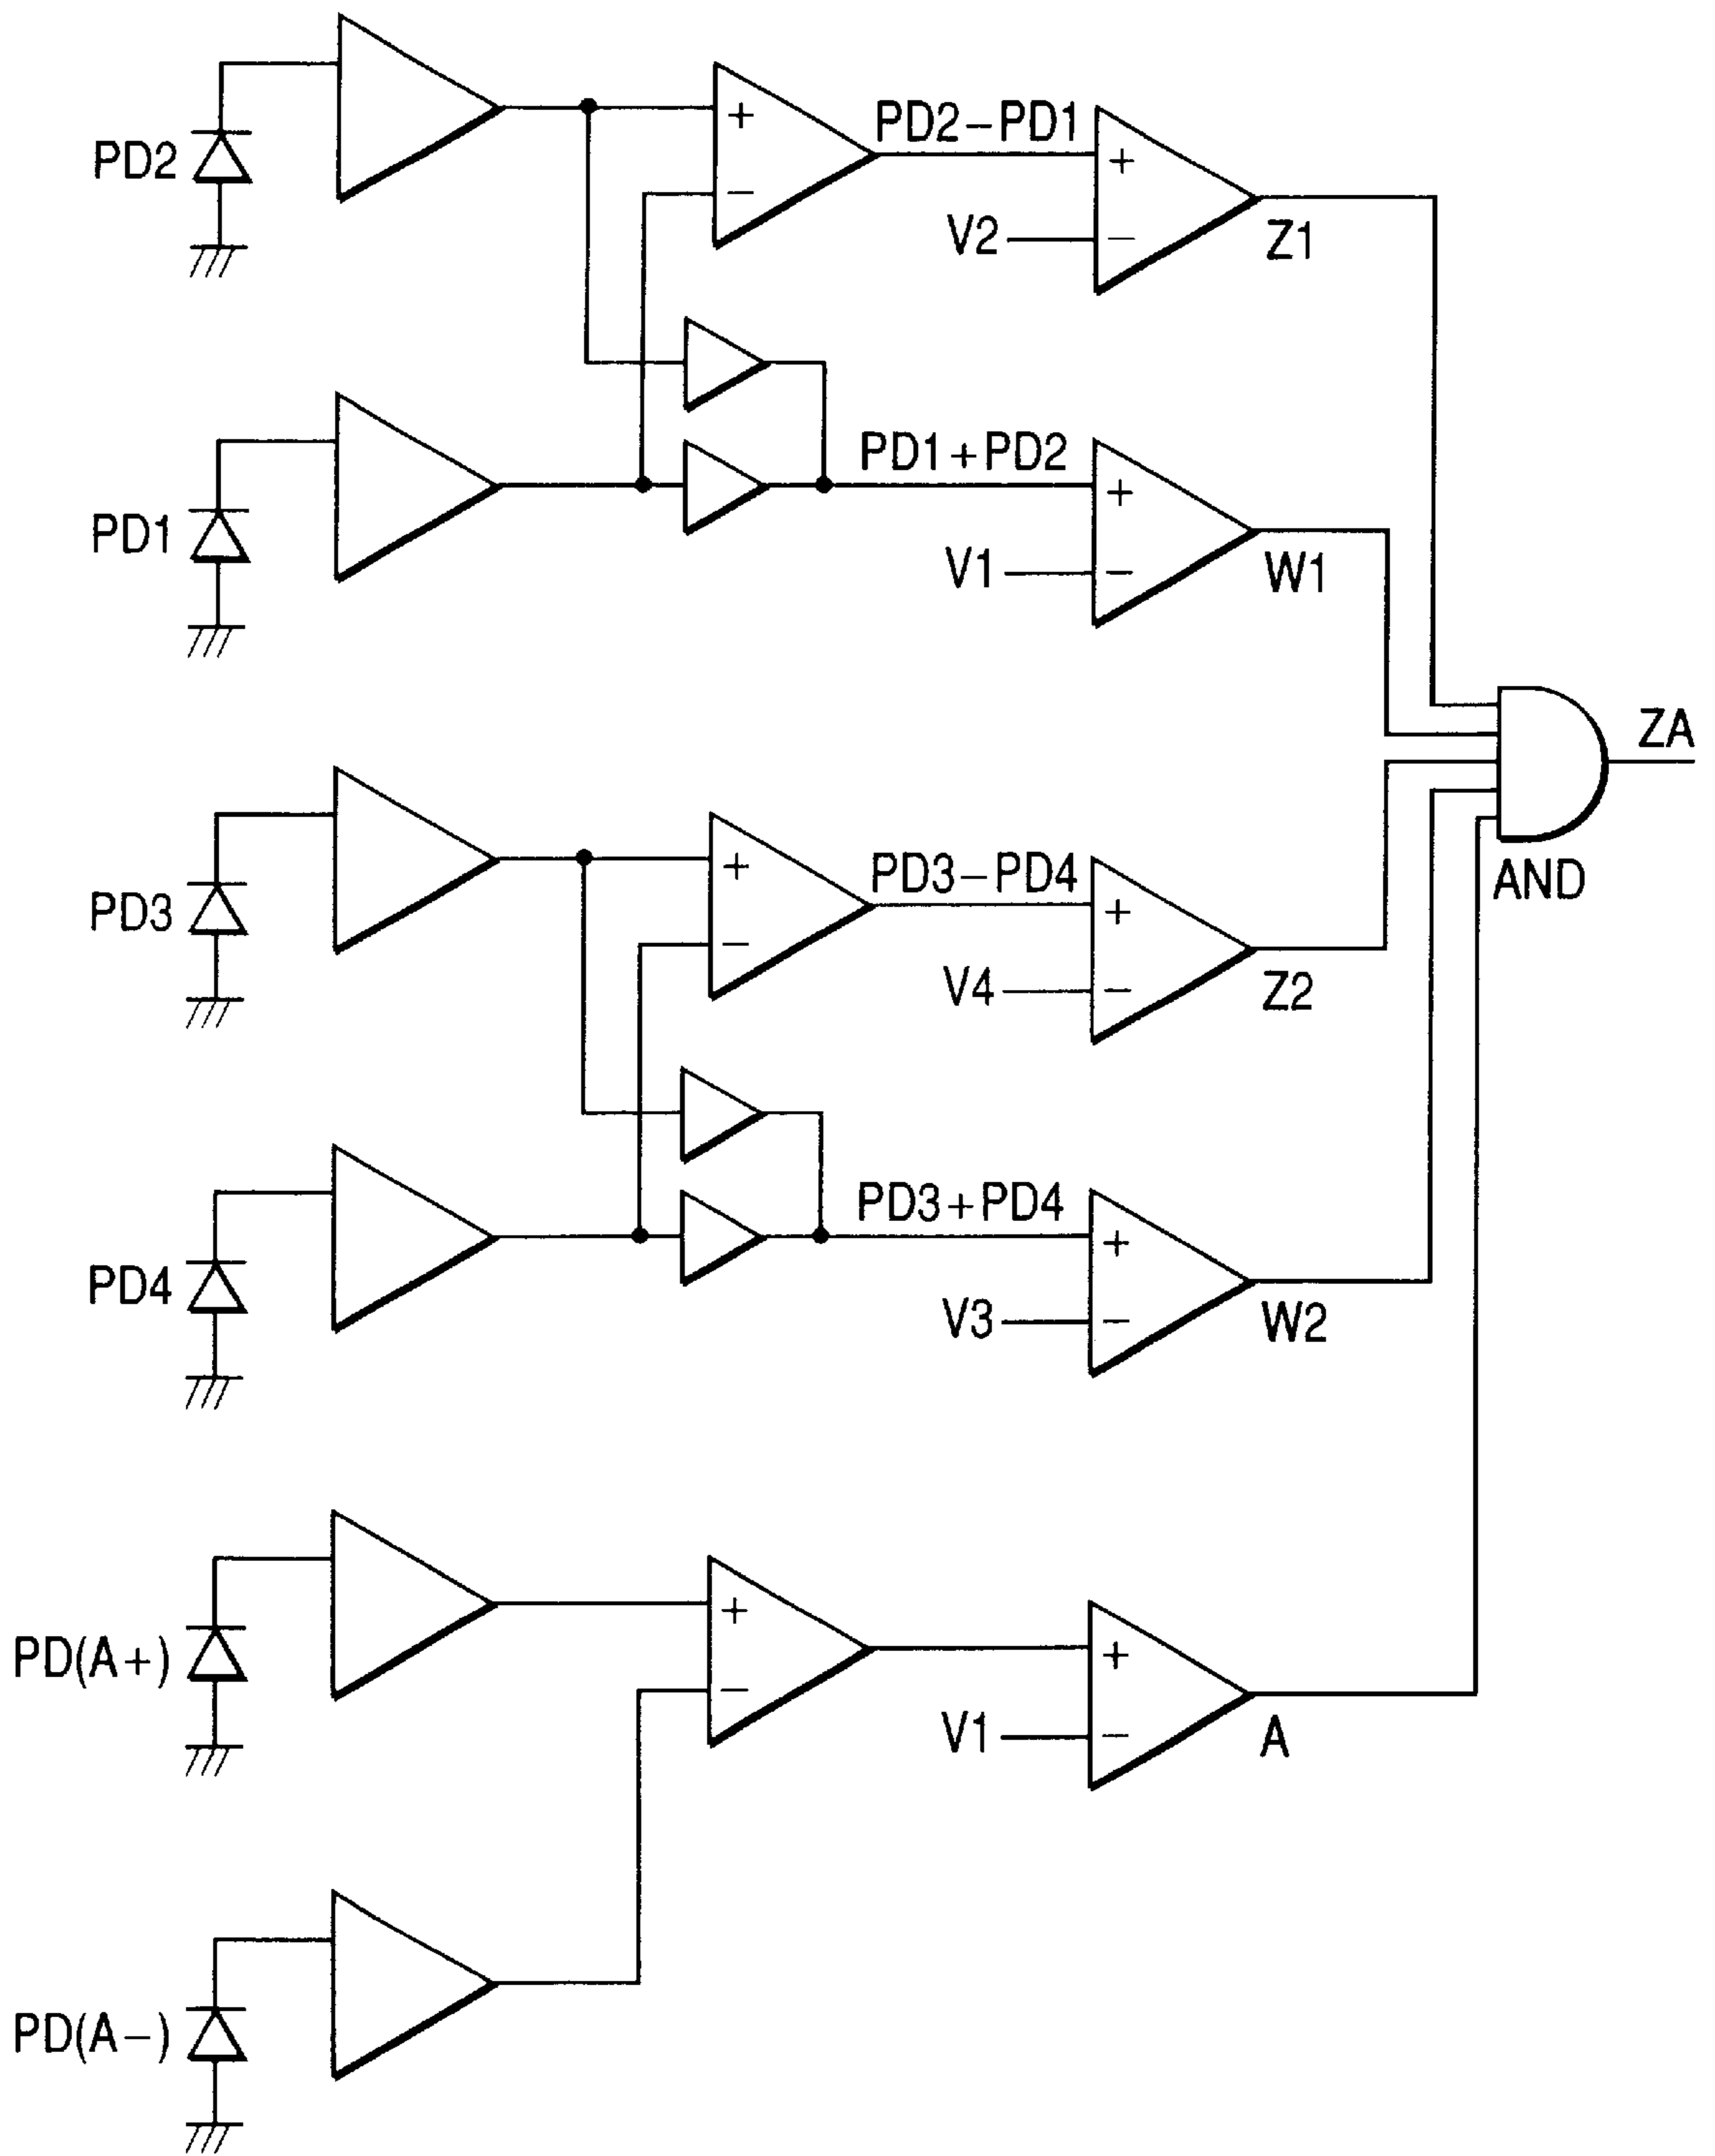 PD2
+
−
PD2−PD1
V2
+
−
Z1
PD1
PD1+PD2
V1
+
−
W1
ZA
AND
PD3
+
−
PD3−PD4
V4
+
−
Z2
PD4
PD3+PD4
V3
+
−
W2
PD(A+)
+
−
V1
+
−
A
PD(A−)